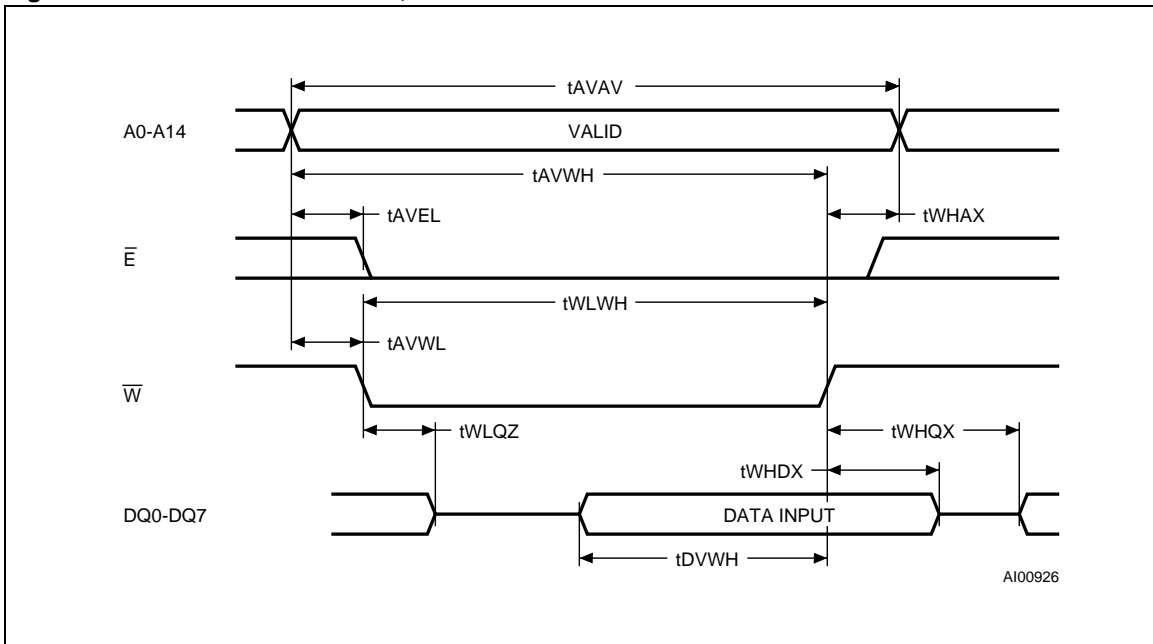 tAVAV
A0-A14
VALID
tAVWH
tAVEL
tWHAX
E̅
tWLWH
tAVWL
W̅
tWLQZ
tWHQX
tWHDX
DQ0-DQ7
DATA INPUT
tDVWH
AI00926